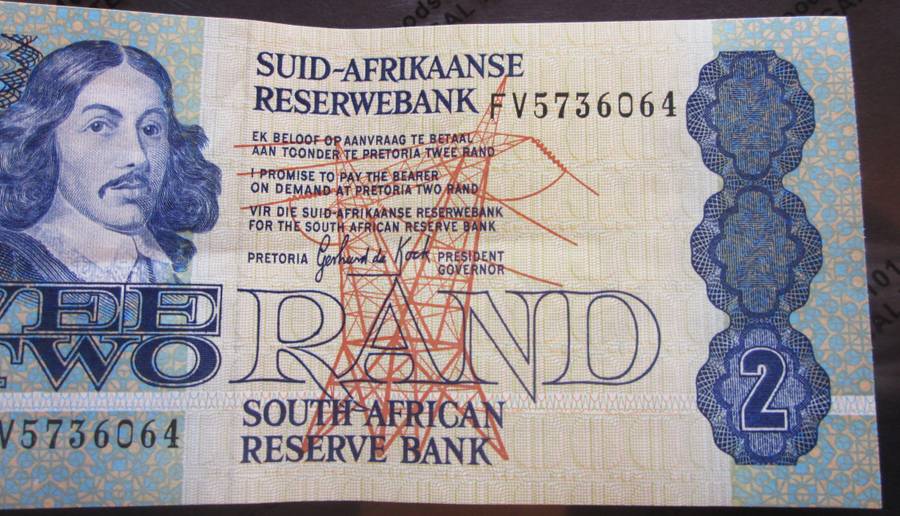 SUID-AFRIKAANSE
RESERWEBANK FV5736064
EK BELOOF OP AANVRAAG TE BETAAL
AAN TOONDER TE PRETORIA TWEE RAND
I PROMISE TO PAY THE BEARER
ON DEMAND AT PRETORIA TWO RAND
VIR DIE SUID-AFRIKAANSE RESERWEBANK
FOR THE SOUTH AFRICAN RESERVE BANK
PRETORIA Gerhard de Kock PRESIDENT
GOVERNOR
WEE
TWO RAND
2
SOUTH-AFRICAN
RESERVE BANK
V5736064